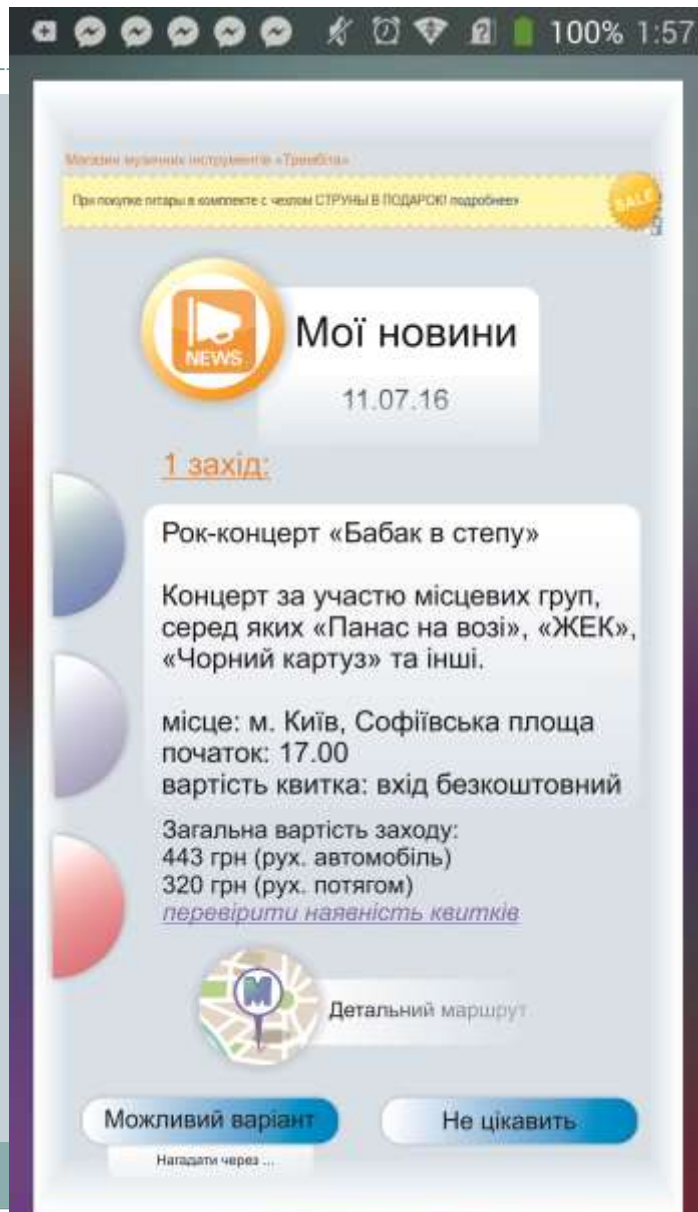 100% 1:57
Магазин музичних інструментів «Трембіта»
При покупке гитары в комплекте с чехлом СТРУНЫ В ПОДАРОК! подробнее»
SALE
NEWS
Мої новини
11.07.16
1 захід:
Рок-концерт «Бабак в степу»
Концерт за участю місцевих груп,
серед яких «Панас на возі», «ЖЕК»,
«Чорний картуз» та інші.
місце: м. Київ, Софіївська площа
початок: 17.00
вартість квитка: вхід безкоштовний
Загальна вартість заходу:
443 грн (рух. автомобіль)
320 грн (рух. потягом)
перевірити наявність квитків
М
Детальний маршрут
Можливий варіант
Не цікавить
Нагадати через ...